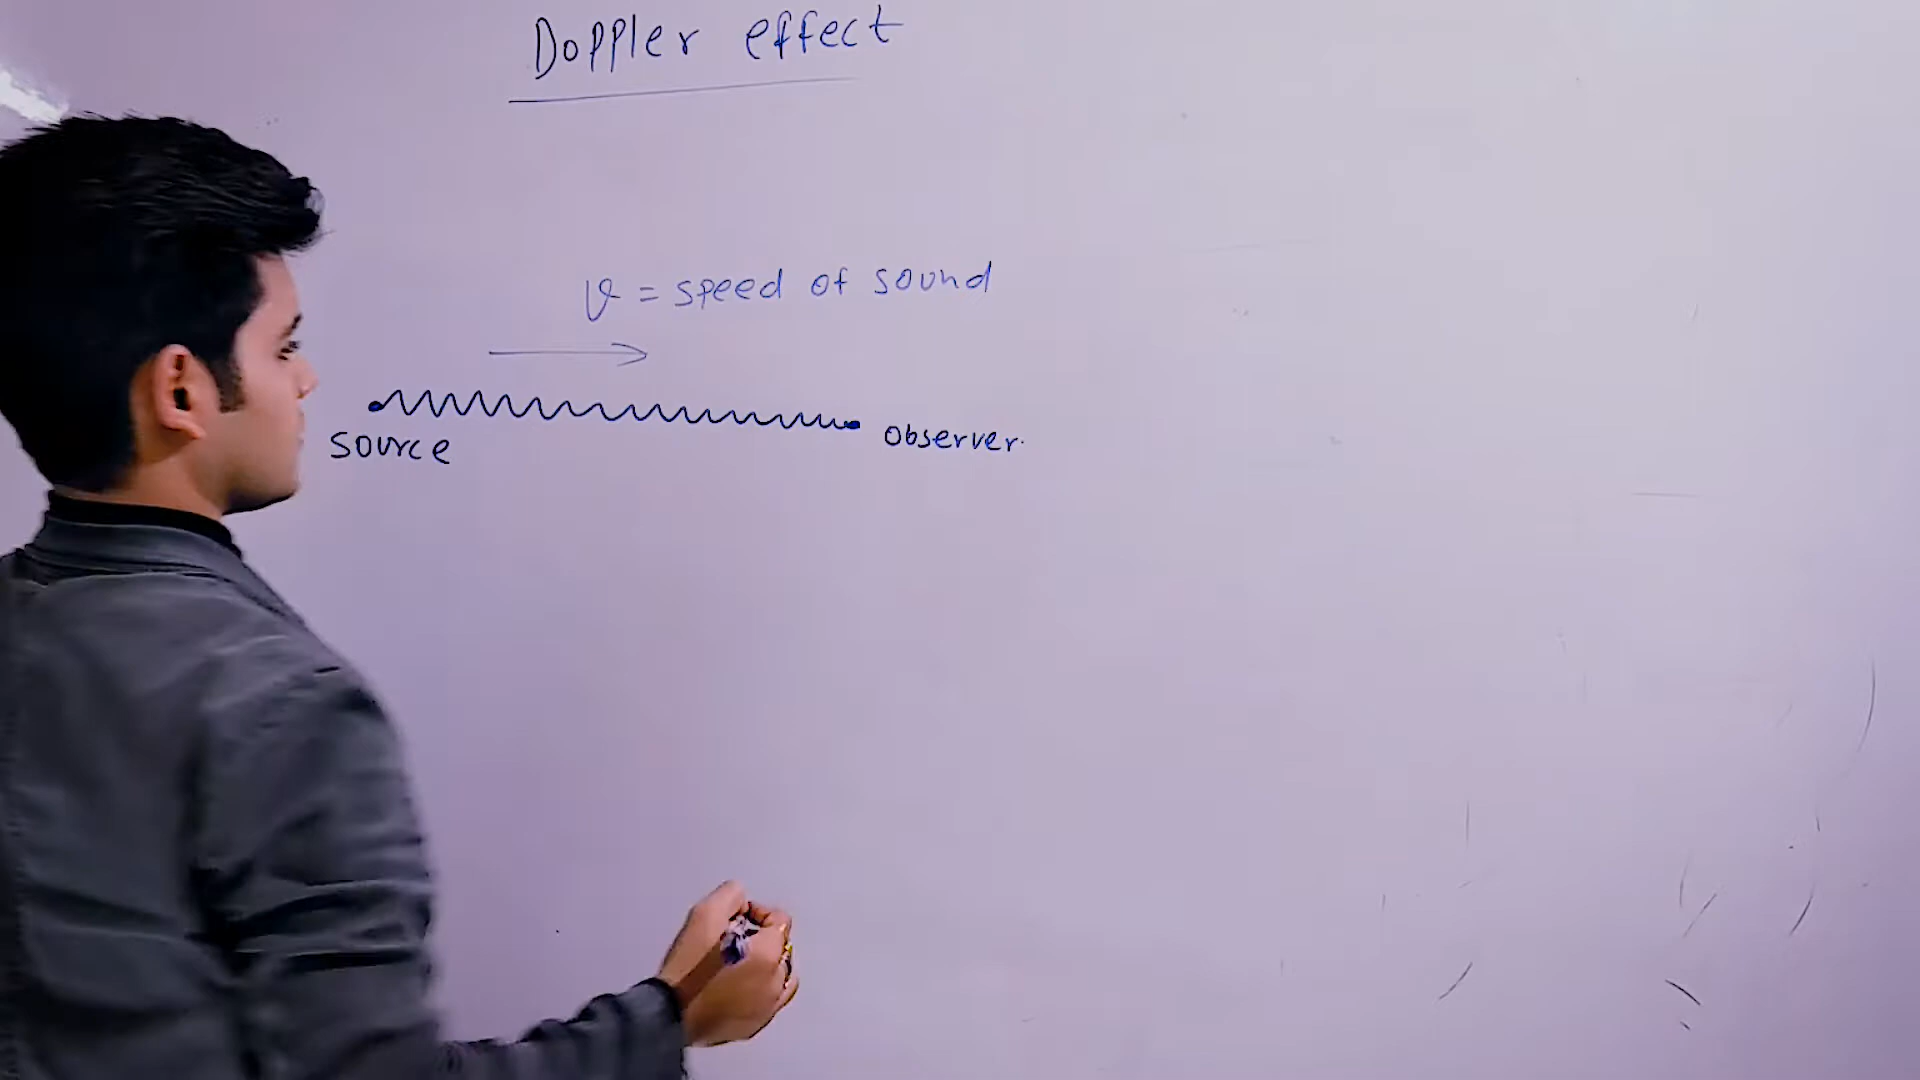 Doppler effect
v = speed of sound
source
observer.